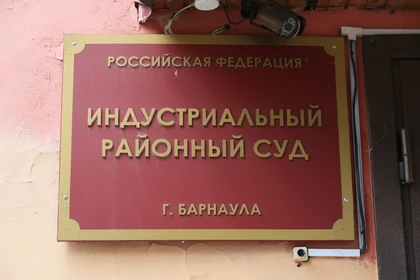 РОССИЙСКАЯ ФЕДЕРАЦИЯ
ИНДУСТРИАЛЬНЫЙ
РАЙОННЫЙ СУД
Г. БАРНАУЛА